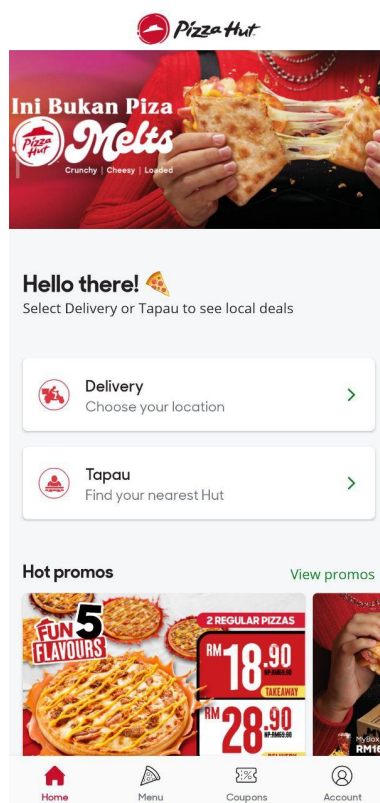 Pizza Hut
Ini Bukan Piza
Pizza Hut
Melts
Crunchy | Cheesy | Loaded
Hello there!
Select Delivery or Tapau to see local deals
Delivery
Choose your location
Tapau
Find your nearest Hut
Hot promos
View promos
FUN 5
FLAVOURS
2 REGULAR PIZZAS
RM 18.90
TAKEAWAY
RM 28.90
MyBox
Home
Menu
Coupons
Account